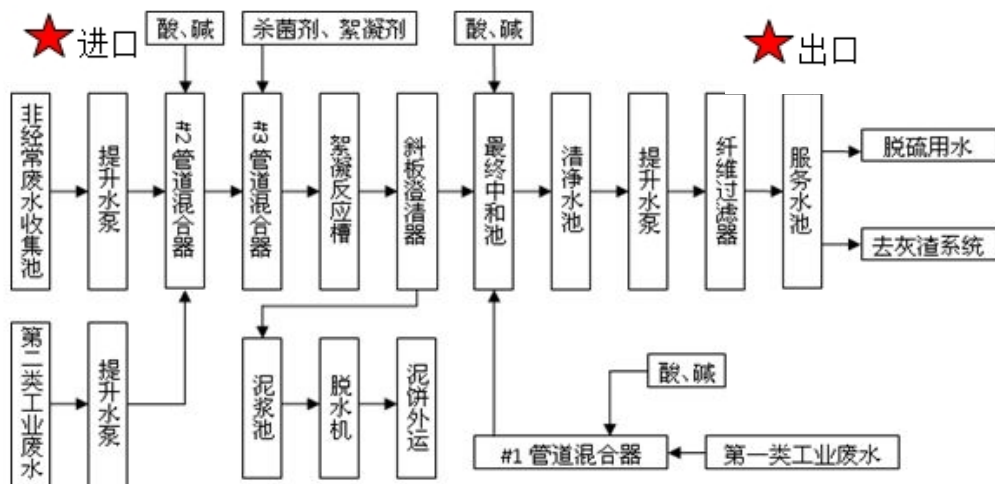 进口
酸、碱
杀菌剂、絮凝剂
酸、碱
出口
非经常废水收集池
提升水泵
#2管道混合器
#3管道混合器
絮凝反应槽
斜板澄清器
最终中和池
清净水池
提升水泵
纤维过滤器
服务水池
脱硫用水
去灰渣系统
第二类工业废水
提升水泵
泥浆池
脱水机
泥饼外运
酸、碱
#1 管道混合器
第一类工业废水